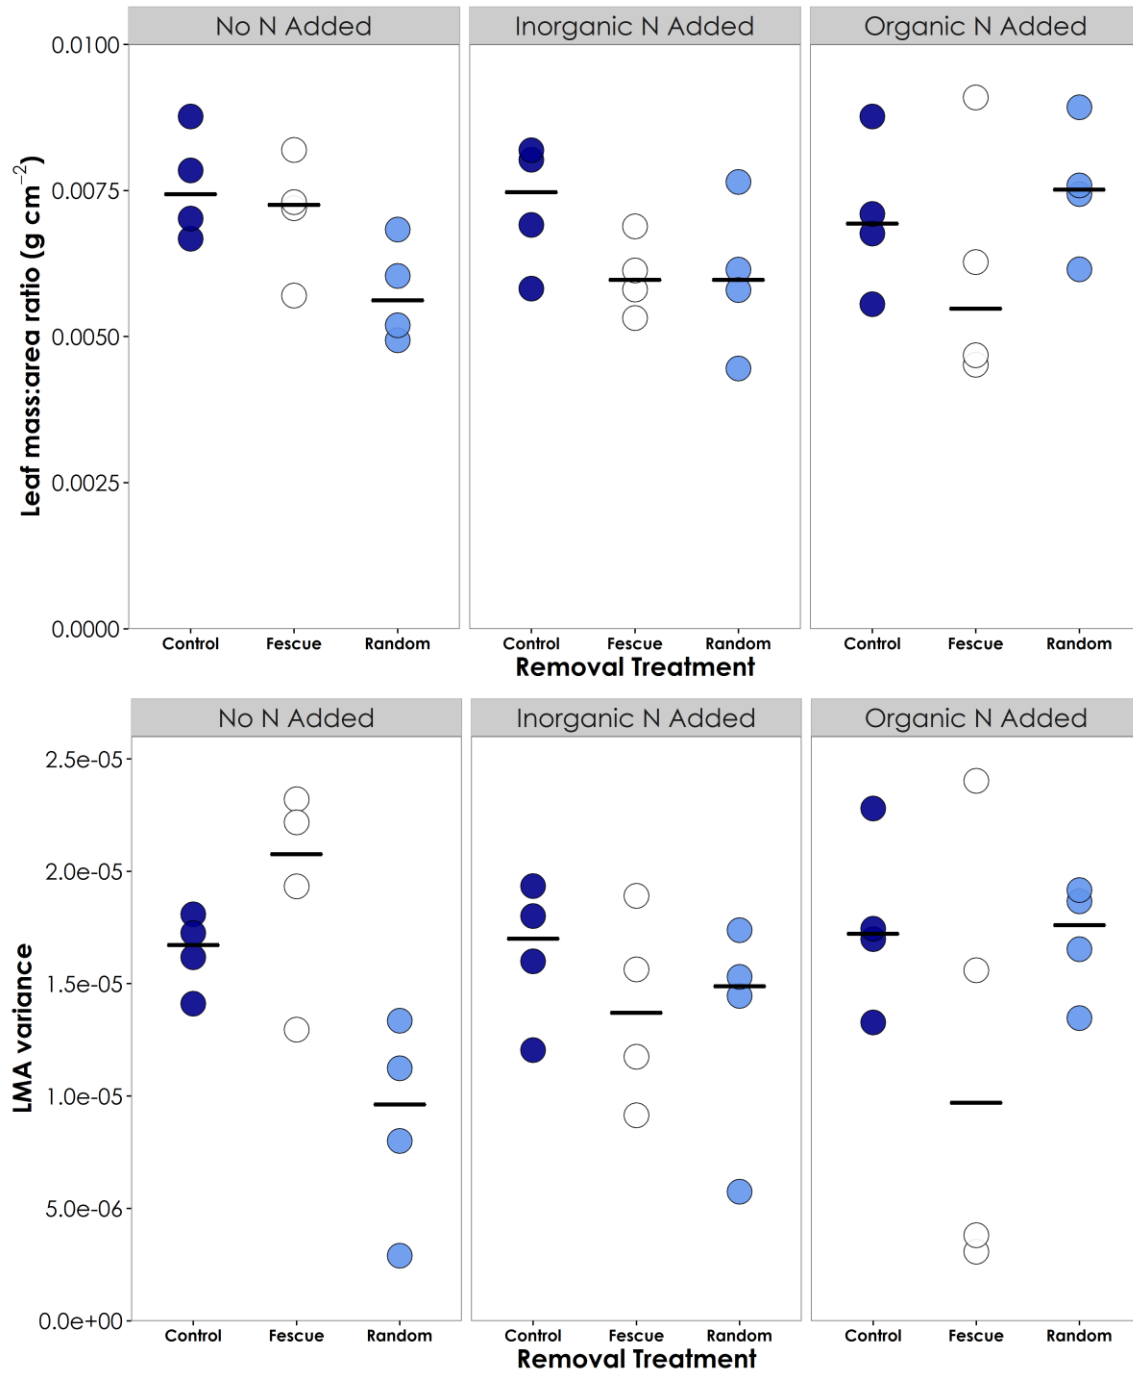 No N Added Inorganic N Added Organic N Added
0.0100
0.0075
0.0050
0.0025
0.0000
Leaf mass:area ratio (g cm⁻²)
Control Fescue Random Control Fescue Random Control Fescue Random
Removal Treatment
No N Added Inorganic N Added Organic N Added
2.5e-05
2.0e-05
1.5e-05
1.0e-05
5.0e-06
0.0e+00
LMA variance
Control Fescue Random Control Fescue Random Control Fescue Random
Removal Treatment